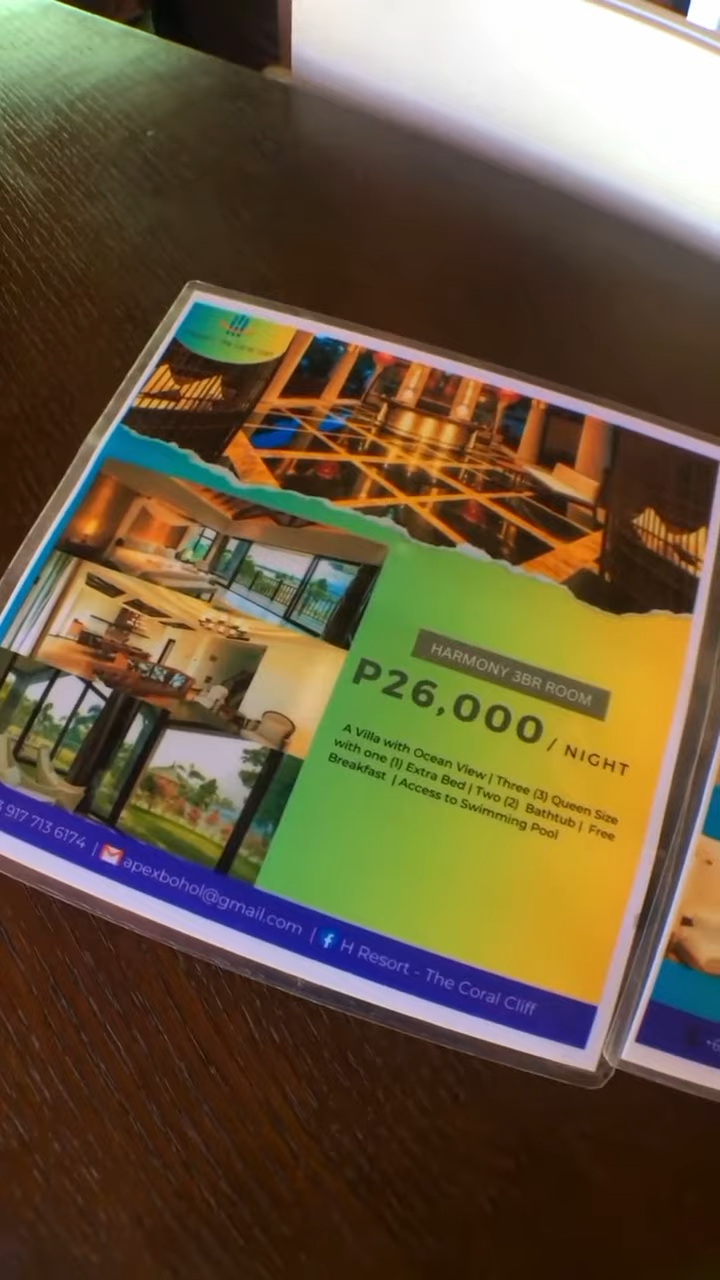 HARMONY 3BR ROOM
P26,000 / NIGHT
A Villa with Ocean View | Three (3) Queen Size
with one (1) Extra Bed | Two (2) Bathtub | Free
Breakfast | Access to Swimming Pool
917 713 6174 | apexbohol@gmail.com | H Resort - The Coral Cliff